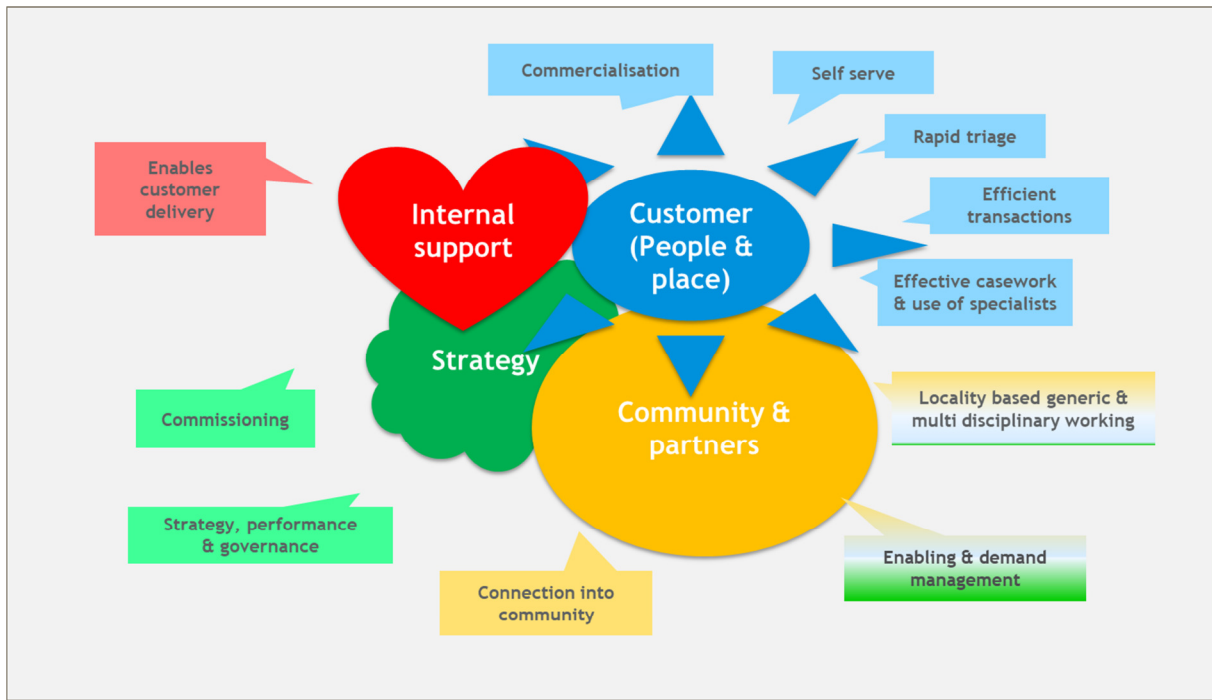 Commercialisation
Self serve
Rapid triage
Enables
customer
delivery
Internal
support
Customer
(People &
place)
Efficient
transactions
Effective casework
& use of specialists
Strategy
Commissioning
Community &
partners
Locality based generic &
multi disciplinary working
Strategy, performance
& governance
Connection into
community
Enabling & demand
management